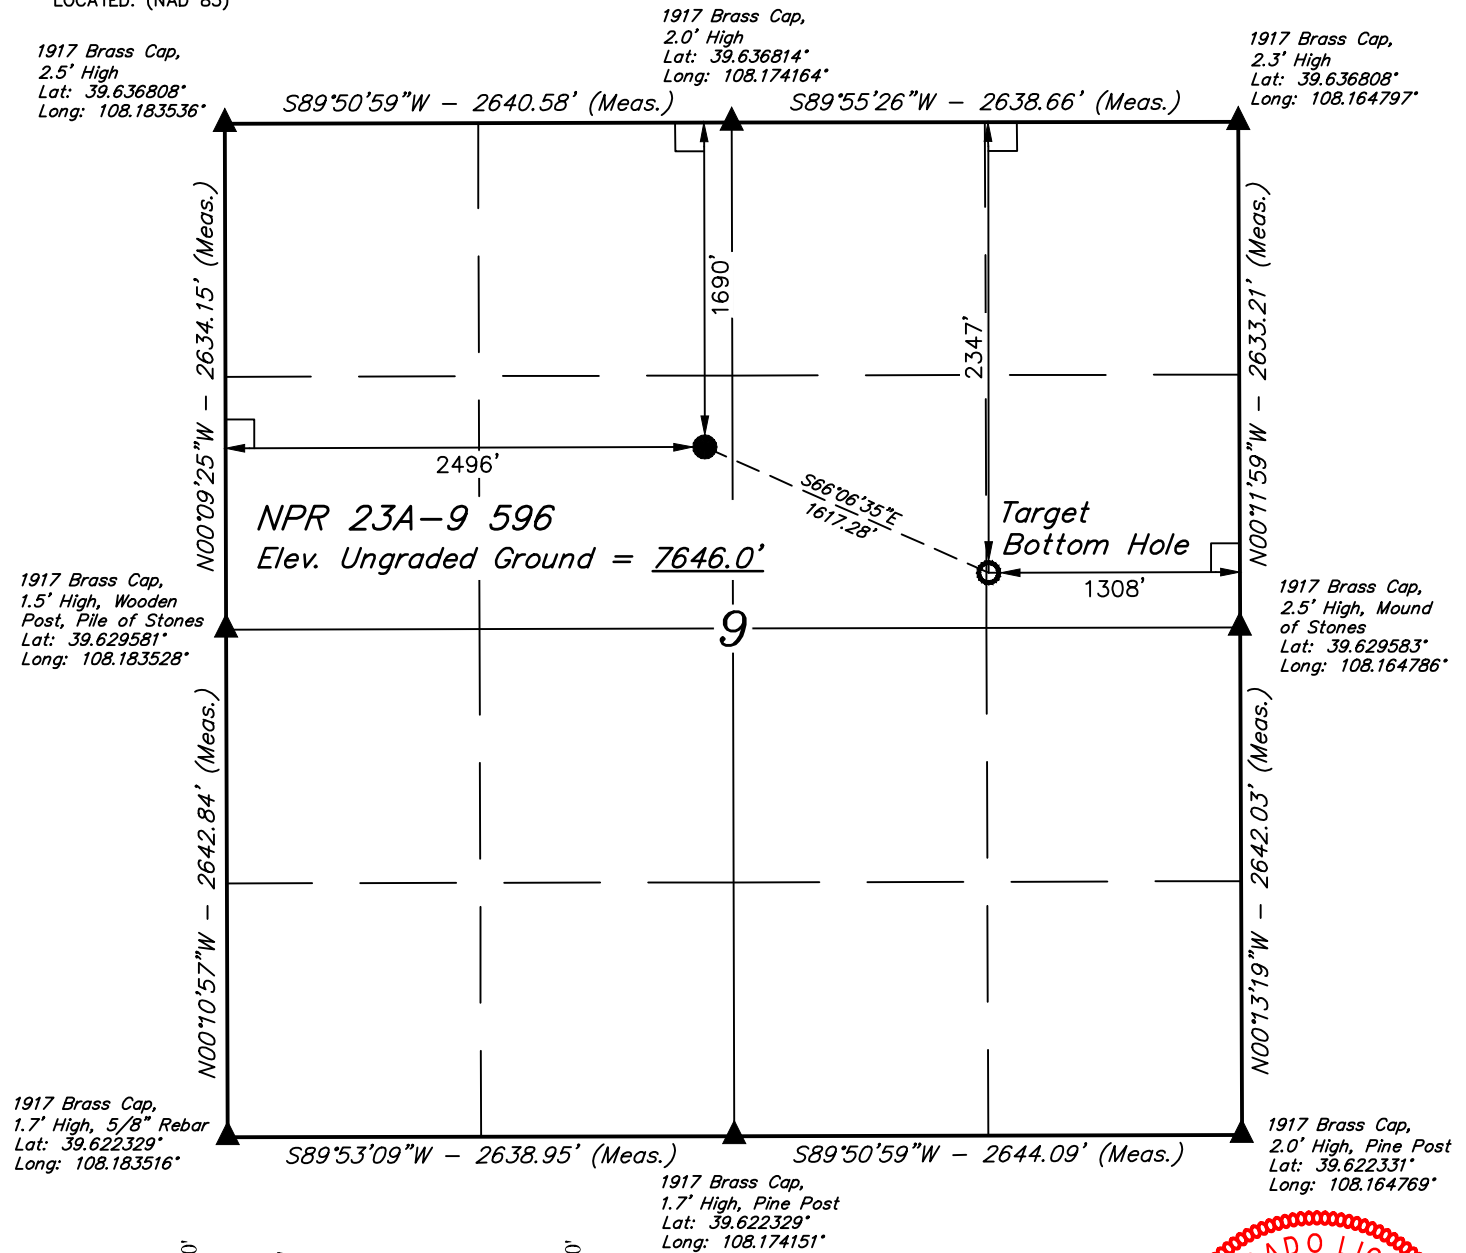 LOCATED: (NAD 83)
1917 Brass Cap,
2.5' High
Lat: 39.636808°
Long: 108.183536°
1917 Brass Cap,
2.0' High
Lat: 39.636814°
Long: 108.174164°
1917 Brass Cap,
2.3' High
Lat: 39.636808°
Long: 108.164797°
S89°50'59"W - 2640.58' (Meas.)
S89°55'26"W - 2638.66' (Meas.)
N00°09'25"W - 2634.15' (Meas.)
N00°11'59"W - 2633.21' (Meas.)
1690'
2347'
2496'
S66°06'35"E
1617.28'
NPR 23A-9 596
Elev. Ungraded Ground = 7646.0'
Target
Bottom Hole
1308'
1917 Brass Cap,
1.5' High, Wooden
Post, Pile of Stones
Lat: 39.629581°
Long: 108.183528°
9
1917 Brass Cap,
2.5' High, Mound
of Stones
Lat: 39.629583°
Long: 108.164786°
N00°10'57"W - 2642.84' (Meas.)
N00°13'19"W - 2642.03' (Meas.)
1917 Brass Cap,
1.7' High, 5/8" Rebar
Lat: 39.622329°
Long: 108.183516°
S89°53'09"W - 2638.95' (Meas.)
S89°50'59"W - 2644.09' (Meas.)
1917 Brass Cap,
1.7' High, Pine Post
Lat: 39.622329°
Long: 108.174151°
1917 Brass Cap,
2.0' High, Pine Post
Lat: 39.622331°
Long: 108.164769°